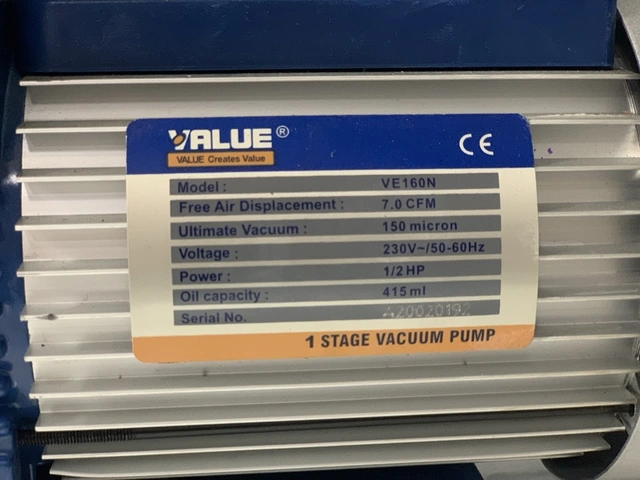 VALUE®
VALUE Creates Value
CE
Model : VE160N
Free Air Displacement : 7.0 CFM
Ultimate Vacuum : 150 micron
Voltage : 230V~/50-60Hz
Power : 1/2 HP
Oil capacity : 415 ml
Serial No. A20020192
1 STAGE VACUUM PUMP